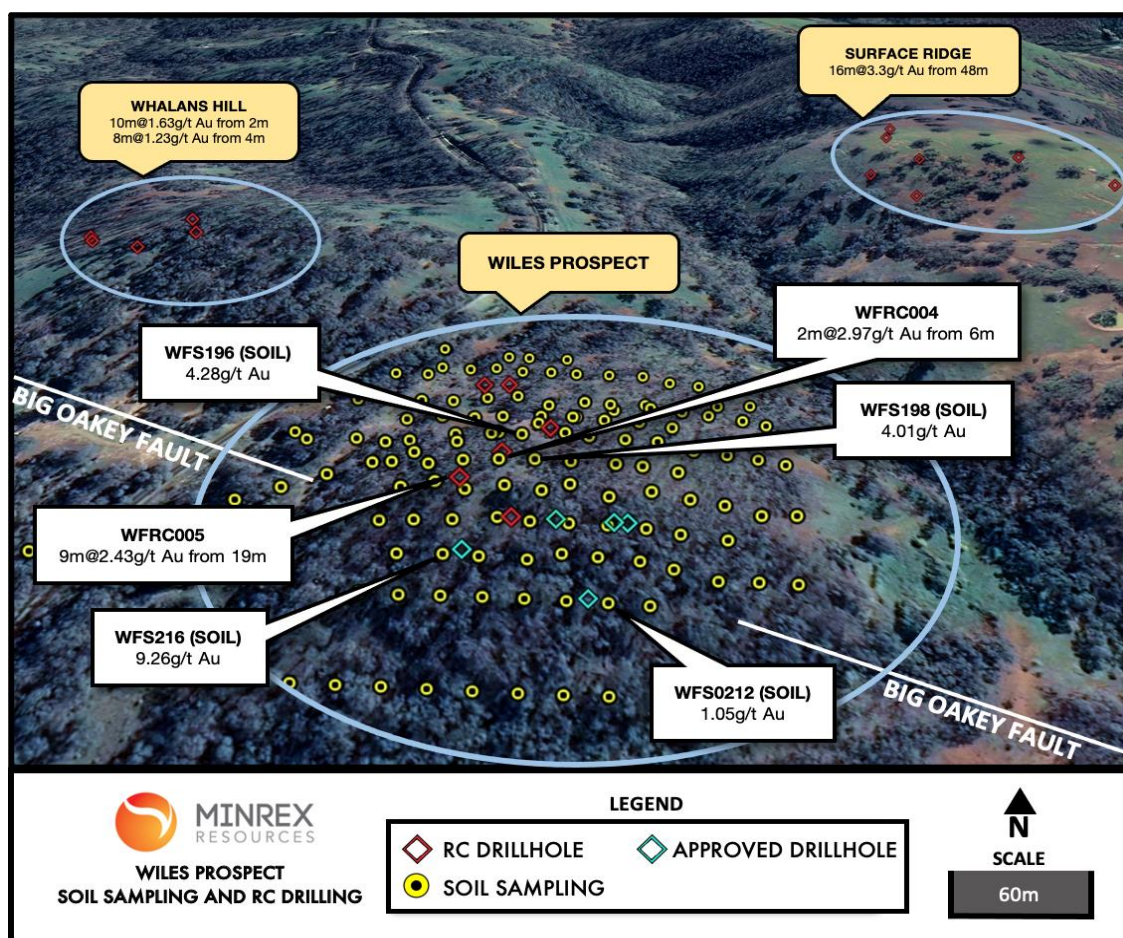 SURFACE RIDGE
16m@3.3g/t Au from 48m
WHALANS HILL
10m@1.63g/t Au from 2m
8m@1.23g/t Au from 4m
WILES PROSPECT
WFRC004
2m@2.97g/t Au from 6m
WFS196 (SOIL)
4.28g/t Au
BIG OAKEY FAULT
WFS198 (SOIL)
4.01g/t Au
WFRC005
9m@2.43g/t Au from 19m
WFS216 (SOIL)
9.26g/t Au
WFS0212 (SOIL)
1.05g/t Au
BIG OAKEY FAULT
MINREX
RESOURCES
WILES PROSPECT
SOIL SAMPLING AND RC DRILLING
LEGEND
RC DRILLHOLE
APPROVED DRILLHOLE
SOIL SAMPLING
N
SCALE
60m